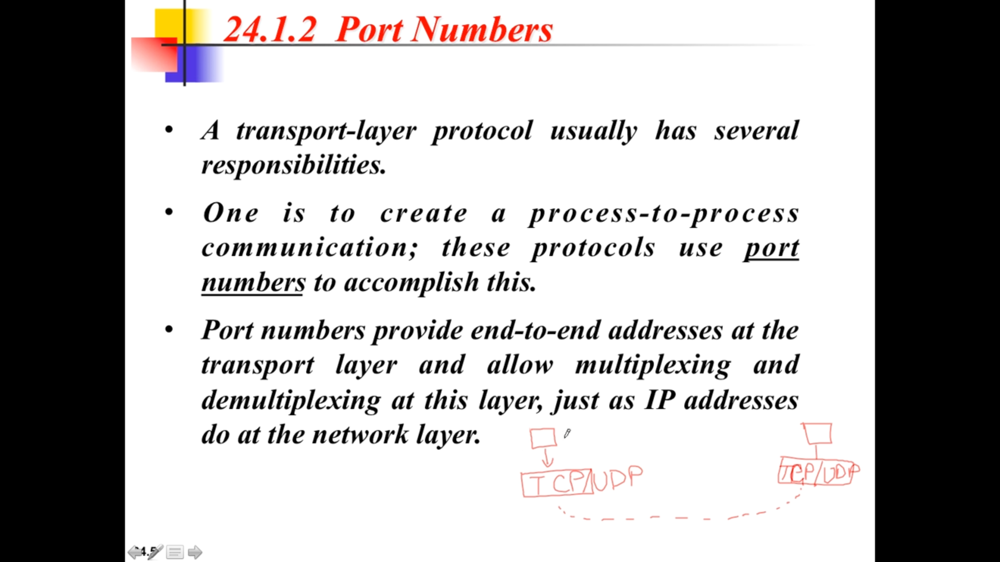 24.1.2 Port Numbers
• A transport-layer protocol usually has several
responsibilities.
• One is to create a process-to-process
communication; these protocols use port
numbers to accomplish this.
• Port numbers provide end-to-end addresses at the
transport layer and allow multiplexing and
demultiplexing at this layer, just as IP addresses
do at the network layer.
TCP/UDP
TCP/UDP